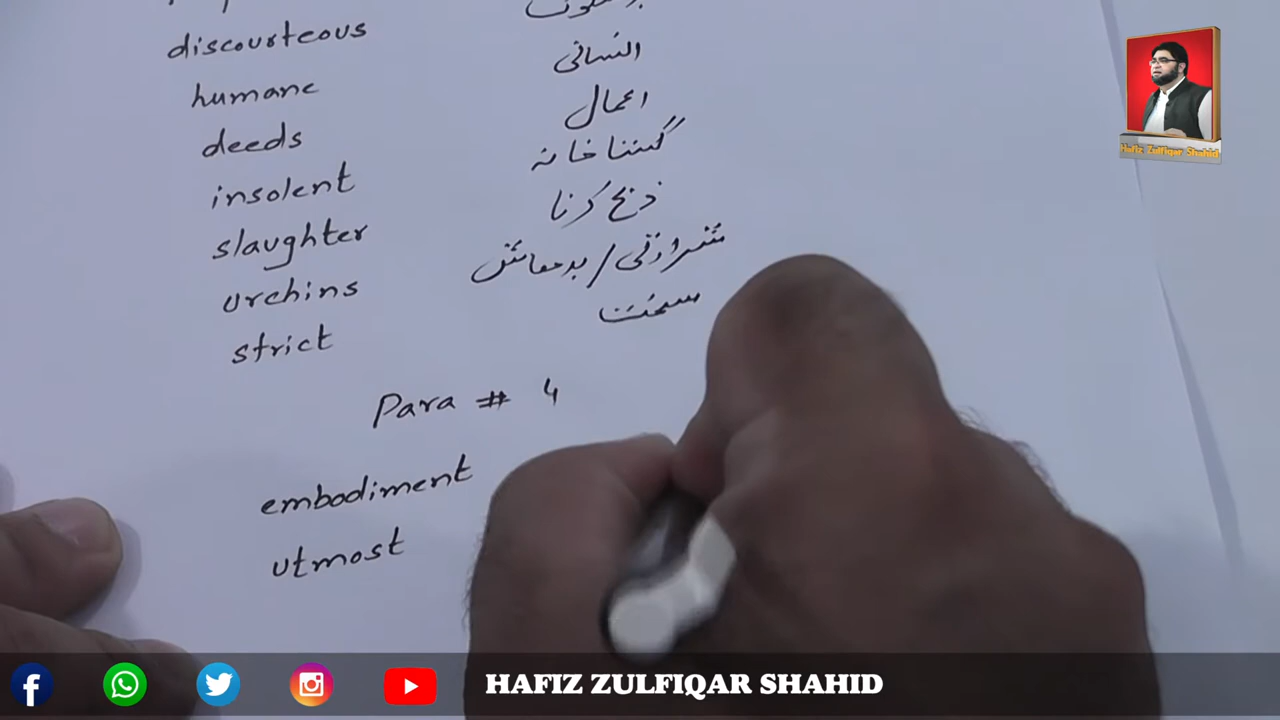 discourteous
humane انسانی
deeds اعمال
insolent گستاخانہ
slaughter ذبح کرنا
urchins شرارتی / بدمعاش
strict سخت
Para # 4
embodiment
utmost
Hafiz Zulfiqar Shahid
HAFIZ ZULFIQAR SHAHID